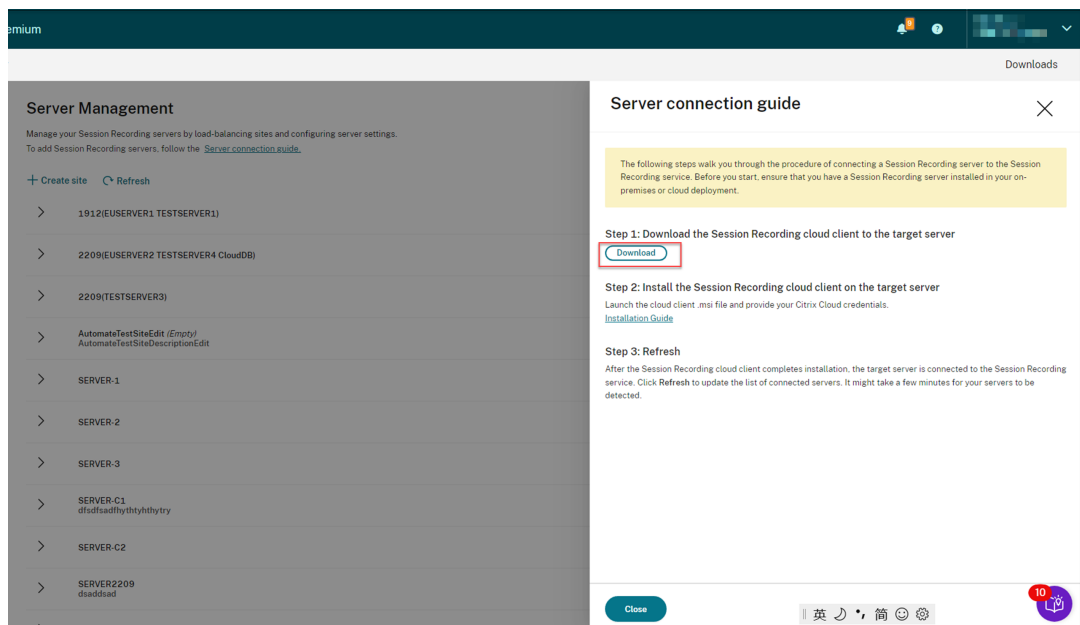 emium
9
?
Downloads
Server Management
Manage your Session Recording servers by load-balancing sites and configuring server settings.
To add Session Recording servers, follow the Server connection guide.
+ Create site Refresh
1912(EUSERVER1 TESTSERVER1)
2209(EUSERVER2 TESTSERVER4 CloudDB)
2209(TESTSERVER3)
AutomateTestSiteEdit (Empty)
AutomateTestSiteDescriptionEdit
SERVER-1
SERVER-2
SERVER-3
SERVER-C1
dfsdfsadfhythtyhthytry
SERVER-C2
SERVER2209
dsaddsad
Server connection guide
The following steps walk you through the procedure of connecting a Session Recording server to the Session
Recording service. Before you start, ensure that you have a Session Recording server installed in your on-
premises or cloud deployment.
Step 1: Download the Session Recording cloud client to the target server
Download
Step 2: Install the Session Recording cloud client on the target server
Launch the cloud client .msi file and provide your Citrix Cloud credentials.
Installation Guide
Step 3: Refresh
After the Session Recording cloud client completes installation, the target server is connected to the Session Recording
service. Click Refresh to update the list of connected servers. It might take a few minutes for your servers to be
detected.
Close
英 简
10